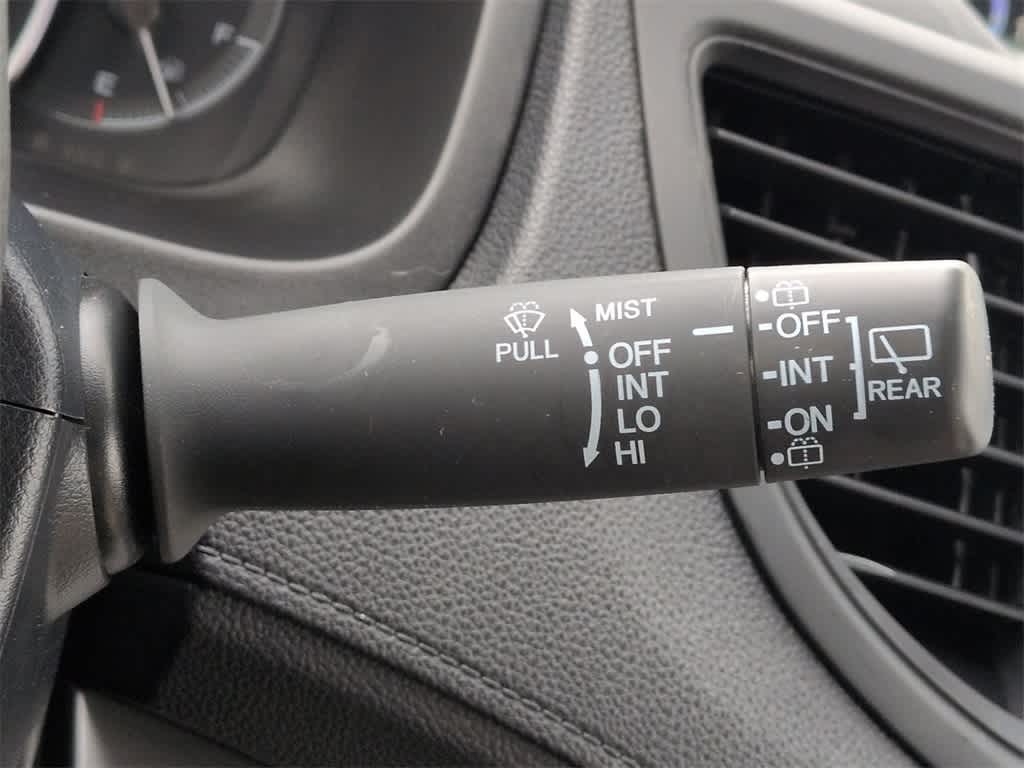 F
E
PULL
MIST
OFF
INT
LO
HI
OFF
INT
ON
REAR